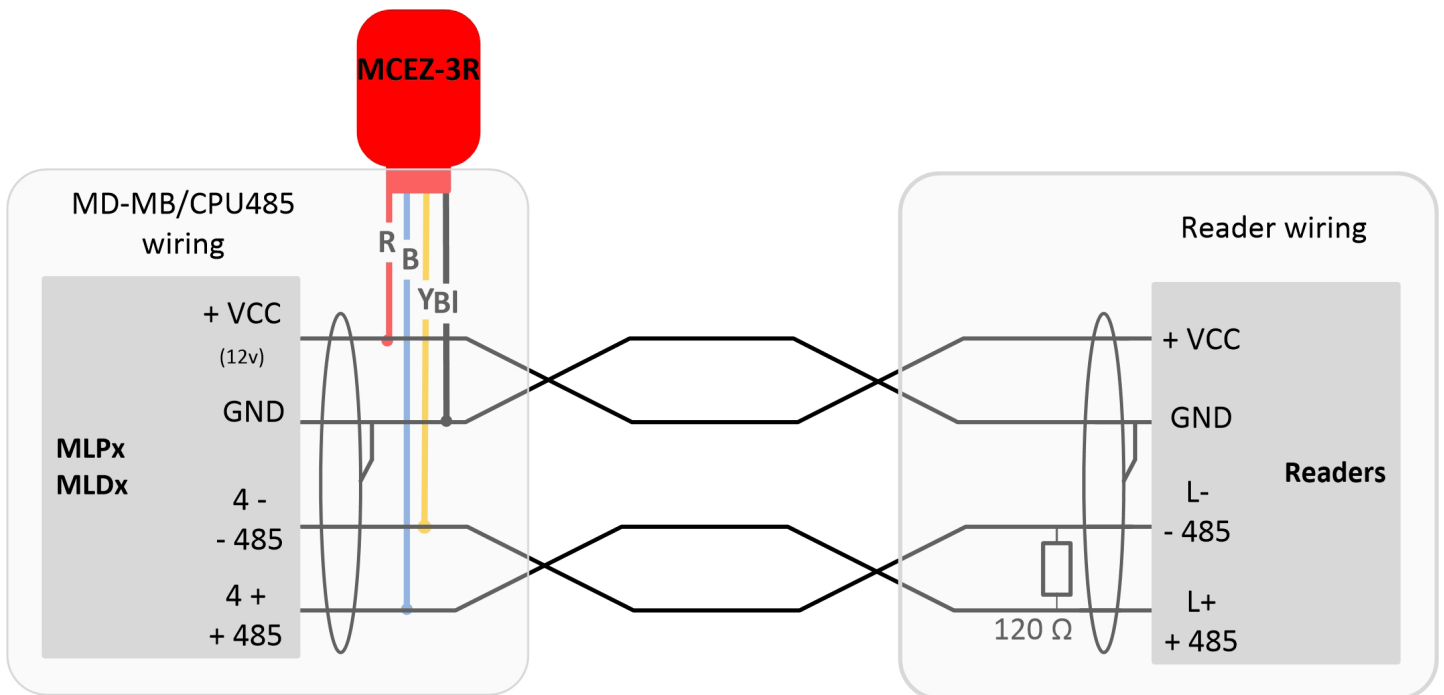 MCEZ-3R
MD-MB/CPU485
wiring
R
B
Y
Bl
+ VCC
(12v)
GND
MLPx
MLDx
4 -
- 485
4 +
+ 485
Reader wiring
+ VCC
GND
Readers
L-
- 485
L+
+ 485
120 Ω